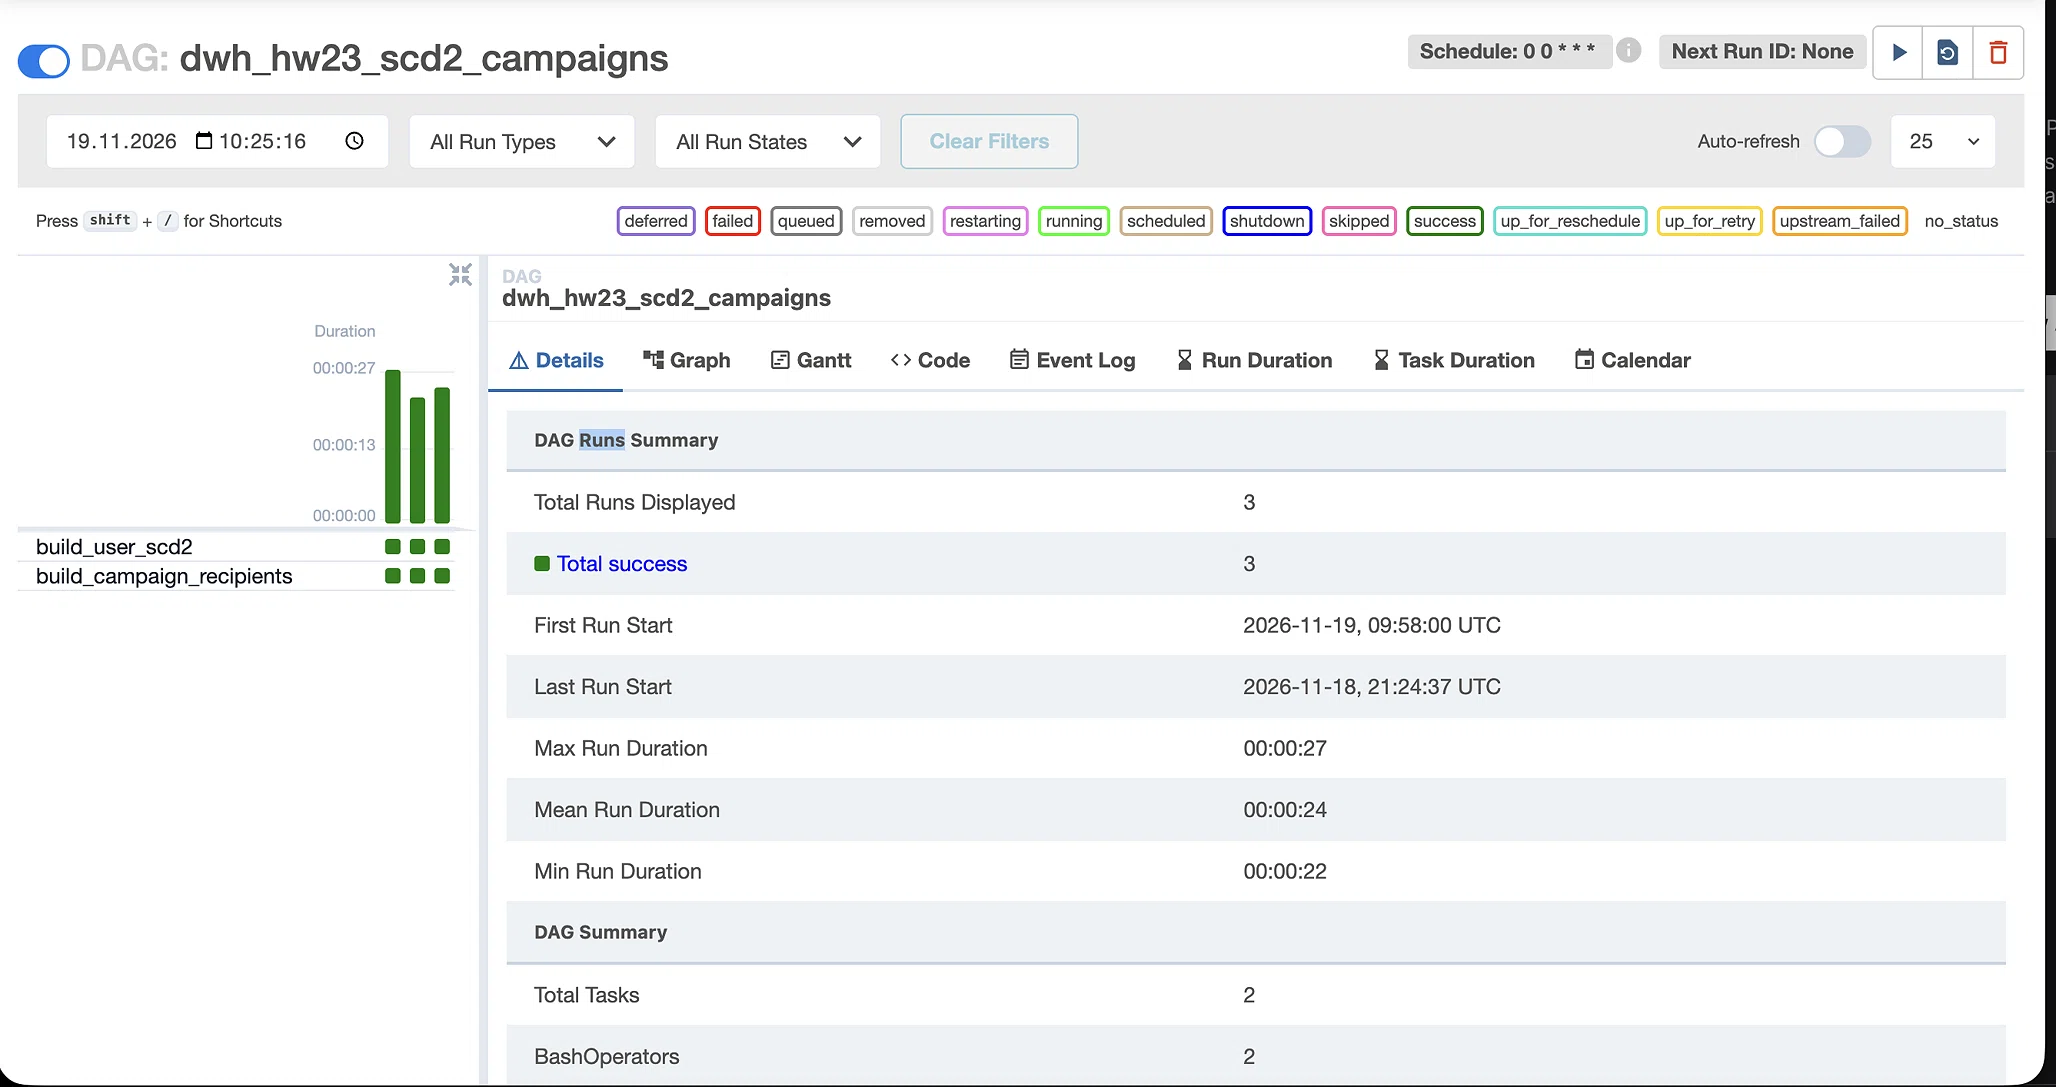 DAG: dwh_hw23_scd2_campaigns
Schedule: 0 0 * * *
Next Run ID: None
19.11.2026 10:25:16
All Run Types
All Run States
Clear Filters
Auto-refresh
25
Press shift + / for Shortcuts
deferred failed queued removed restarting running scheduled shutdown skipped success up_for_reschedule up_for_retry upstream_failed no_status
Duration
00:00:27
00:00:13
00:00:00
build_user_scd2
build_campaign_recipients
DAG
dwh_hw23_scd2_campaigns
Details Graph Gantt Code Event Log Run Duration Task Duration Calendar
DAG Runs Summary
Total Runs Displayed 3
Total success 3
First Run Start 2026-11-19, 09:58:00 UTC
Last Run Start 2026-11-18, 21:24:37 UTC
Max Run Duration 00:00:27
Mean Run Duration 00:00:24
Min Run Duration 00:00:22
DAG Summary
Total Tasks 2
BashOperators 2